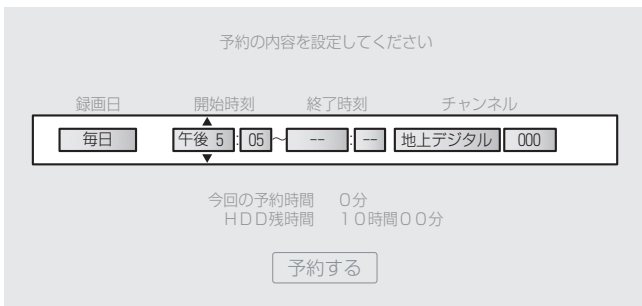 予約の内容を設定してください
録画日 開始時刻 終了時刻 チャンネル
毎日 午後 5 : 05 ~ -- : -- 地上デジタル 000
今回の予約時間 0分
HDD残時間 10時間00分
予約する